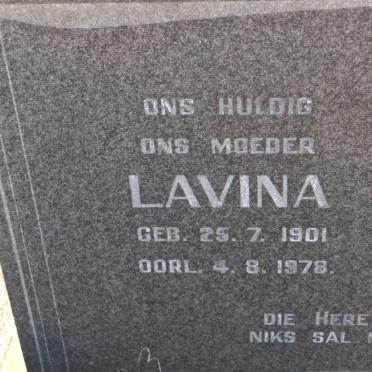 ONS HULDIG
ONS MOEDER
LAVINA
GEB. 25. 7. 1901
OORL. 4. 8. 1978.
DIE HERE
NIKS SAL